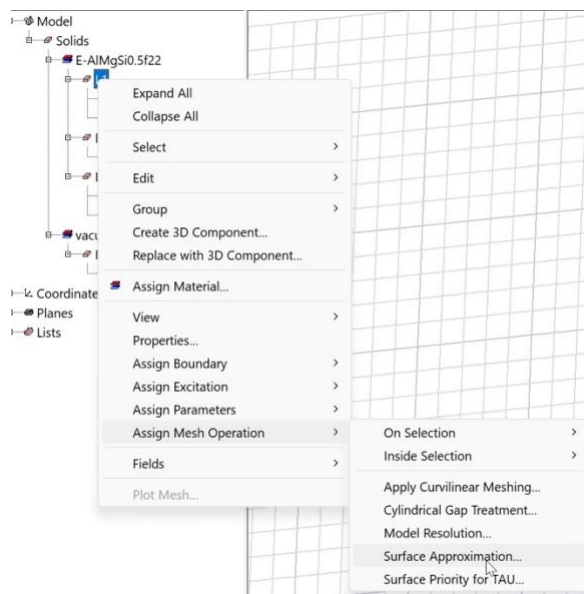 Model
Solids
E-AlMgSi0.5f22
Expand All
Collapse All
Select
Edit
Group
Create 3D Component...
Replace with 3D Component...
Assign Material...
View
Properties...
Assign Boundary
Assign Excitation
Assign Parameters
Assign Mesh Operation
Fields
Plot Mesh...
On Selection
Inside Selection
Apply Curvilinear Meshing...
Cylindrical Gap Treatment...
Model Resolution...
Surface Approximation...
Surface Priority for TAU...
vacu
Coordinate
Planes
Lists